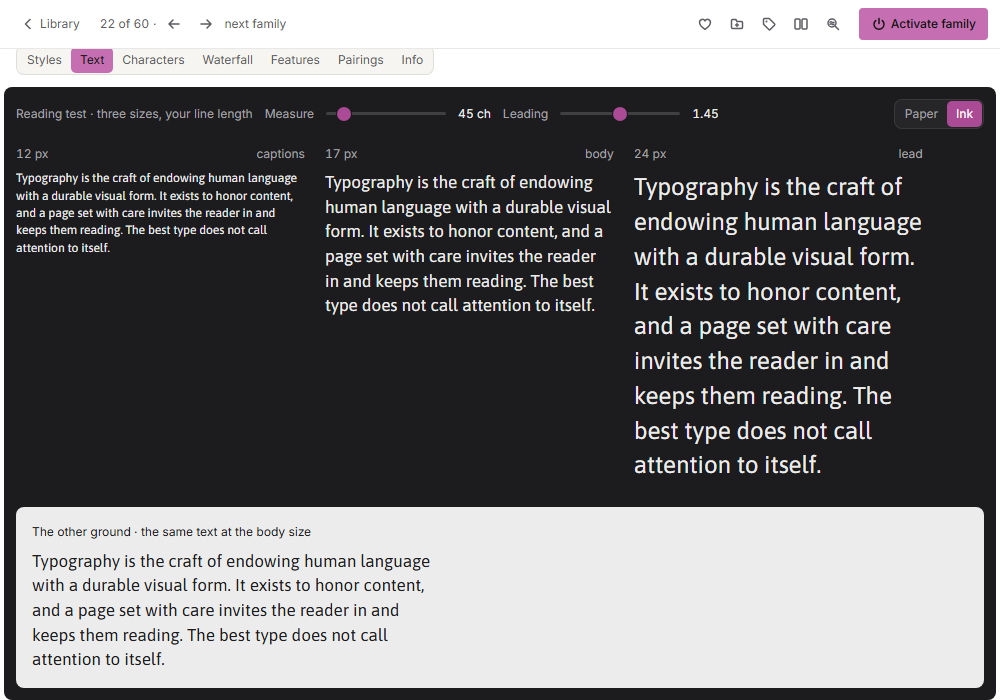 Library 22 of 60 · next family Activate family
Styles Text Characters Waterfall Features Pairings Info
Reading test · three sizes, your line length Measure 45 ch Leading 1.45 Paper Ink
12 px captions
Typography is the craft of endowing human language
with a durable visual form. It exists to honor content,
and a page set with care invites the reader in and
keeps them reading. The best type does not call
attention to itself.
17 px body
Typography is the craft of endowing
human language with a durable visual
form. It exists to honor content, and a
page set with care invites the reader
in and keeps them reading. The best
type does not call attention to itself.
24 px lead
Typography is the craft of
endowing human language
with a durable visual form.
It exists to honor content,
and a page set with care
invites the reader in and
keeps them reading. The
best type does not call
attention to itself.
The other ground · the same text at the body size
Typography is the craft of endowing human language
with a durable visual form. It exists to honor content,
and a page set with care invites the reader in and
keeps them reading. The best type does not call
attention to itself.